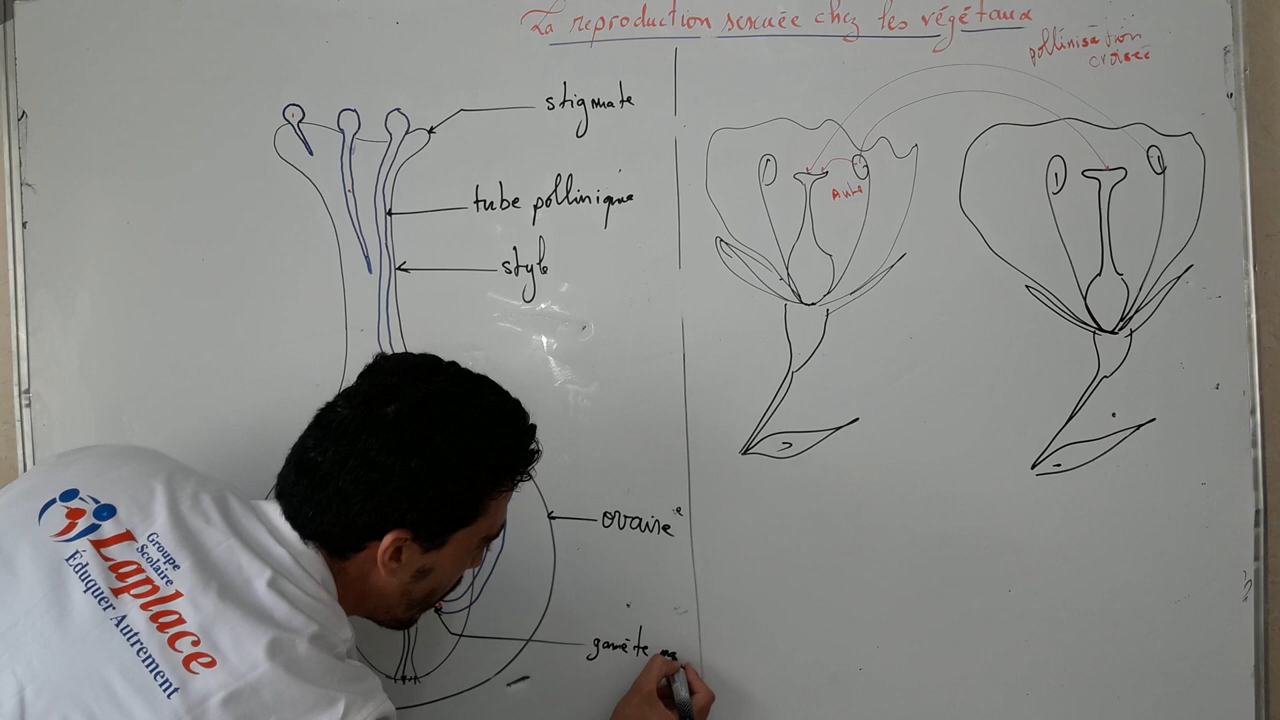 La reproduction sexuée chez les végétaux
pollinisation
croisée
stigmate
tube pollinique
style
Auto
ovaire
gamète
Groupe
Scolaire
Laplace
Éduquer Autrement